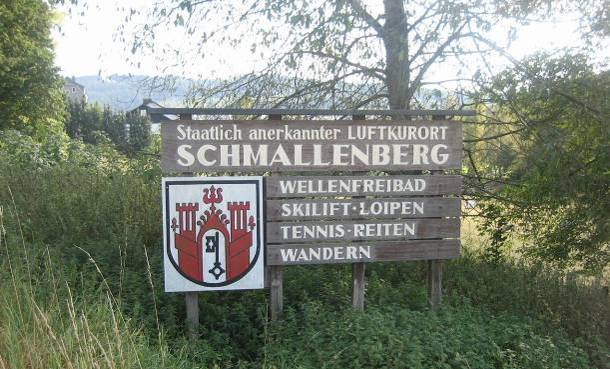 Staatlich anerkannter LUFTKURORT
SCHMALLENBERG
WELLENFREIBAD
SKILIFT · LOIPEN
TENNIS · REITEN
WANDERN